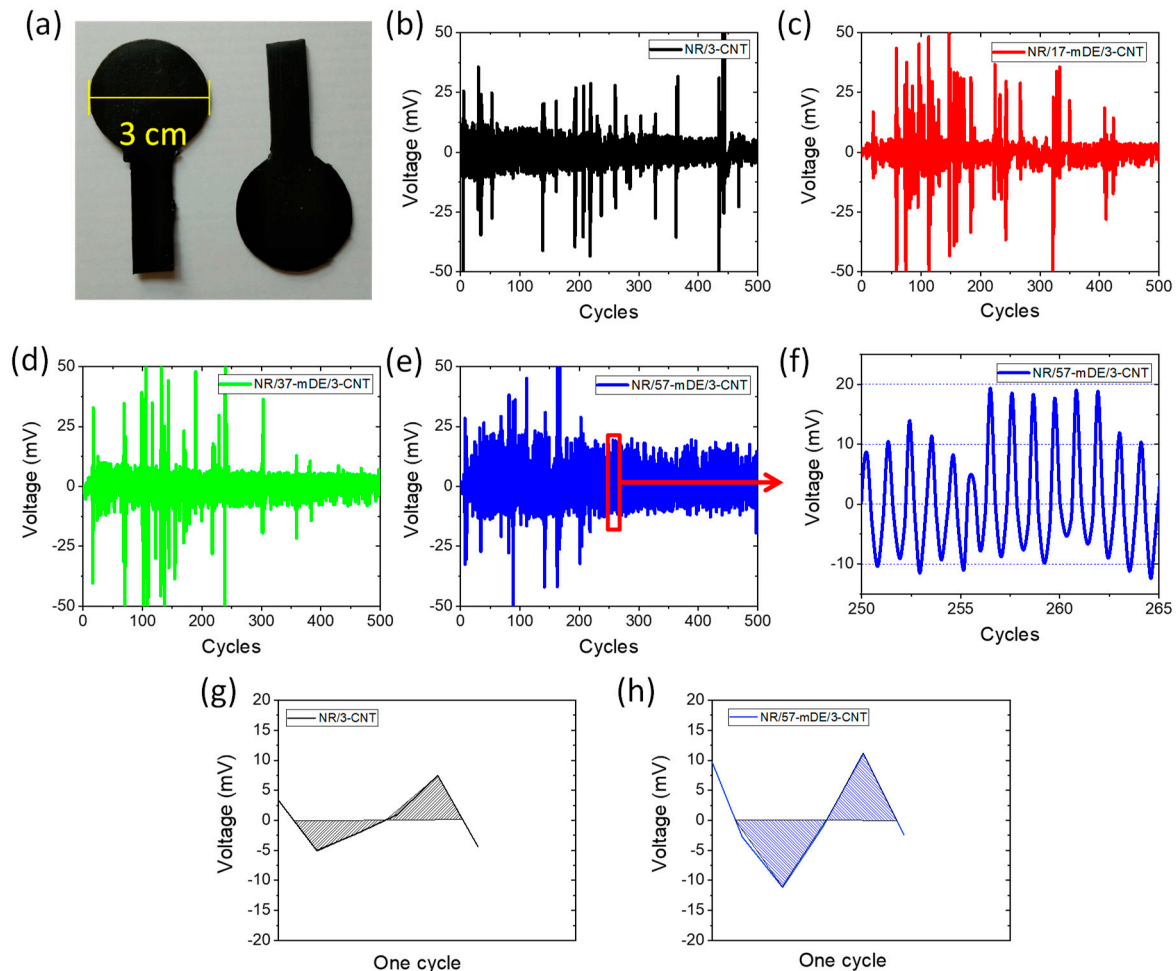 (a)
3 cm
(b)
NR/3-CNT
50
25
0
-25
-50
Voltage (mV)
0 100 200 300 400 500
Cycles
(c)
NR/17-mDE/3-CNT
50
25
0
-25
-50
Voltage (mV)
0 100 200 300 400 500
Cycles
(d)
NR/37-mDE/3-CNT
50
25
0
-25
-50
Voltage (mV)
0 100 200 300 400 500
Cycles
(e)
NR/57-mDE/3-CNT
50
25
0
-25
-50
Voltage (mV)
0 100 200 300 400 500
Cycles
(f)
NR/57-mDE/3-CNT
20
10
0
-10
Voltage (mV)
250 255 260 265
Cycles
(g)
NR/3-CNT
20
15
10
5
0
-5
-10
-15
-20
Voltage (mV)
One cycle
(h)
NR/57-mDE/3-CNT
20
15
10
5
0
-5
-10
-15
-20
Voltage (mV)
One cycle